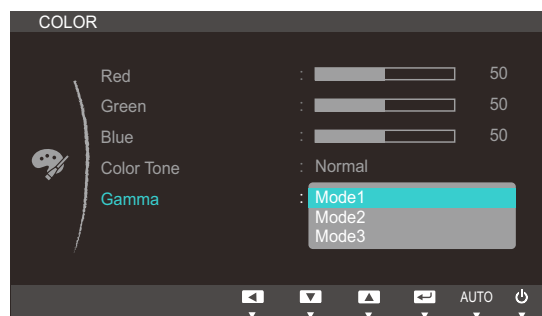 COLOR
Red : 50
Green : 50
Blue : 50
Color Tone : Normal
Gamma : Mode1
Mode2
Mode3
AUTO